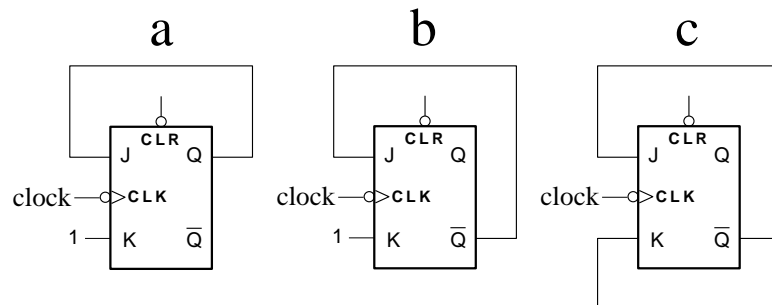 a b c
CLR CLR CLR
J Q J Q J Q
clock CLK clock CLK clock CLK
1 K Q̅ 1 K Q̅ K Q̅